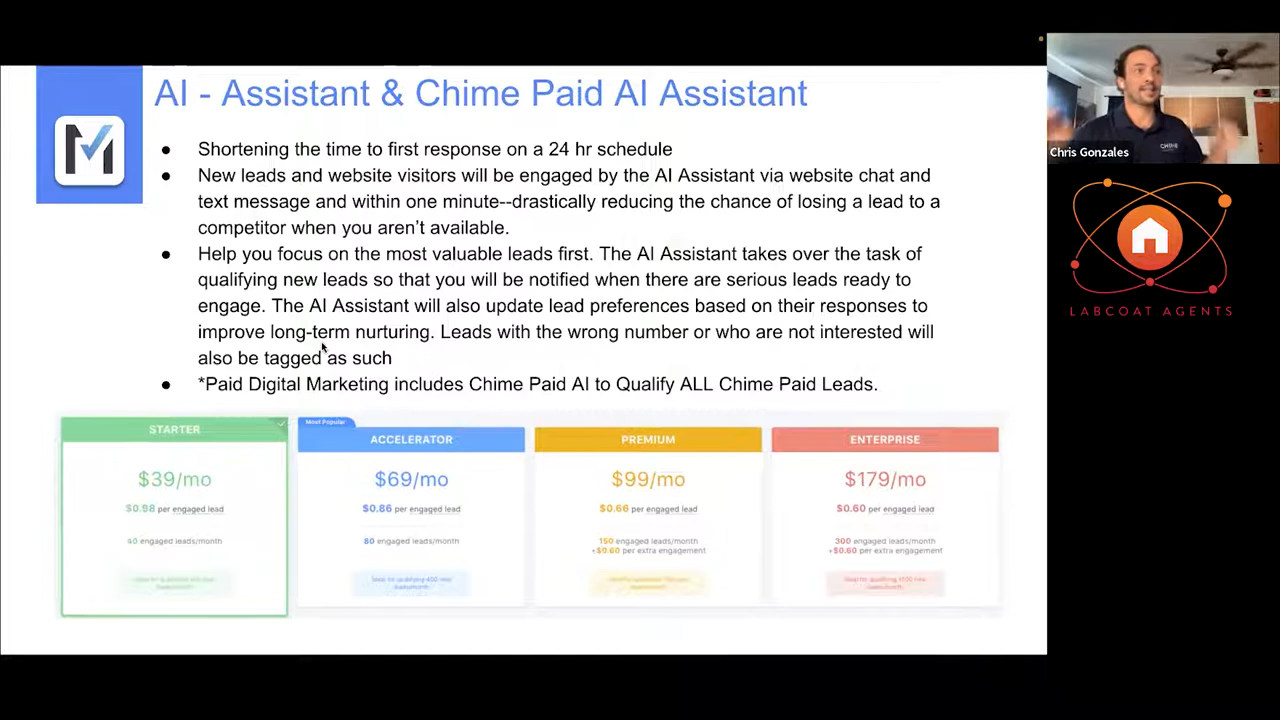 AI - Assistant & Chime Paid AI Assistant
● Shortening the time to first response on a 24 hr schedule
● New leads and website visitors will be engaged by the AI Assistant via website chat and
text message and within one minute--drastically reducing the chance of losing a lead to a
competitor when you aren't available.
● Help you focus on the most valuable leads first. The AI Assistant takes over the task of
qualifying new leads so that you will be notified when there are serious leads ready to
engage. The AI Assistant will also update lead preferences based on their responses to
improve long-term nurturing. Leads with the wrong number or who are not interested will
also be tagged as such
● *Paid Digital Marketing includes Chime Paid AI to Qualify ALL Chime Paid Leads.
STARTER
$39/mo
$0.98 per engaged lead
40 engaged leads/month
Most Popular
ACCELERATOR
$69/mo
$0.86 per engaged lead
80 engaged leads/month
PREMIUM
$99/mo
$0.66 per engaged lead
150 engaged leads/month
+$0.60 per extra engagement
ENTERPRISE
$179/mo
$0.60 per engaged lead
300 engaged leads/month
+$0.60 per extra engagement
CHIME
Chris Gonzales
LABCOAT AGENTS